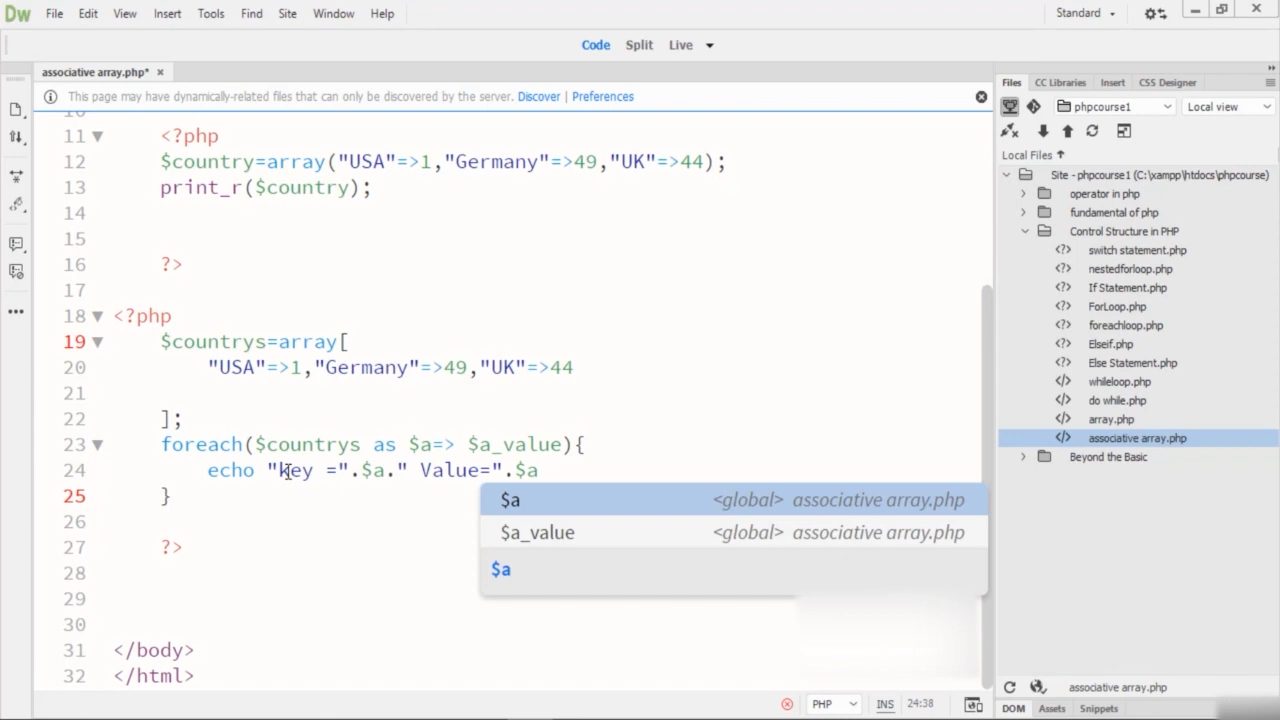 Dw File Edit View Insert Tools Find Site Window Help Standard
Code Split Live
associative array.php*
This page may have dynamically-related files that can only be discovered by the server. Discover | Preferences
10
11 <?php
12 $country=array("USA"=>1,"Germany"=>49,"UK"=>44);
13 print_r($country);
14
15
16 ?>
17
18 <?php
19 $countrys=array[
20 "USA"=>1,"Germany"=>49,"UK"=>44
21
22 ];
23 foreach($countrys as $a=> $a_value){
24 echo "key =".$a." Value=".$a
25 }
26
27 ?>
28
29
30
31 </body>
32 </html>
$a <global> associative array.php
$a_value <global> associative array.php
$a
PHP INS 24:38
Files CC Libraries Insert CSS Designer
phpcourse1 Local view
Local Files
Site - phpcourse1 (C:\xampp\htdocs\phpcourse)
operator in php
fundamental of php
Control Structure in PHP
switch statement.php
nestedforloop.php
If Statement.php
ForLoop.php
foreachloop.php
Elseif.php
Else Statement.php
whileloop.php
do while.php
array.php
associative array.php
Beyond the Basic
associative array.php
DOM Assets Snippets